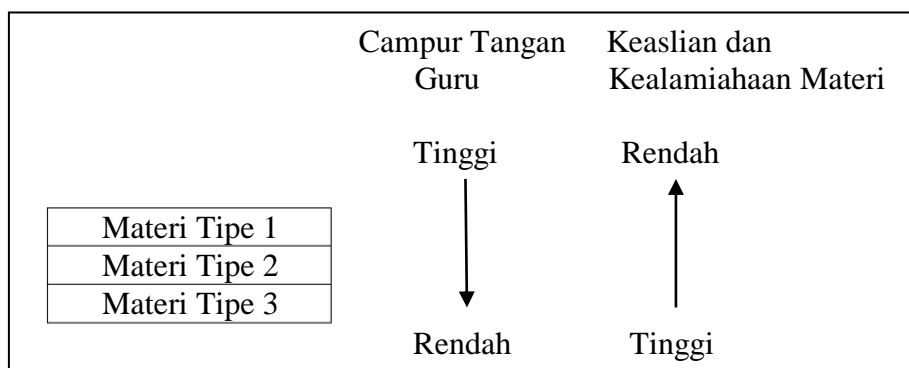 Campur Tangan Keaslian dan
Guru Kealamiahaan Materi
Tinggi Rendah
Materi Tipe 1
Materi Tipe 2
Materi Tipe 3
Rendah Tinggi